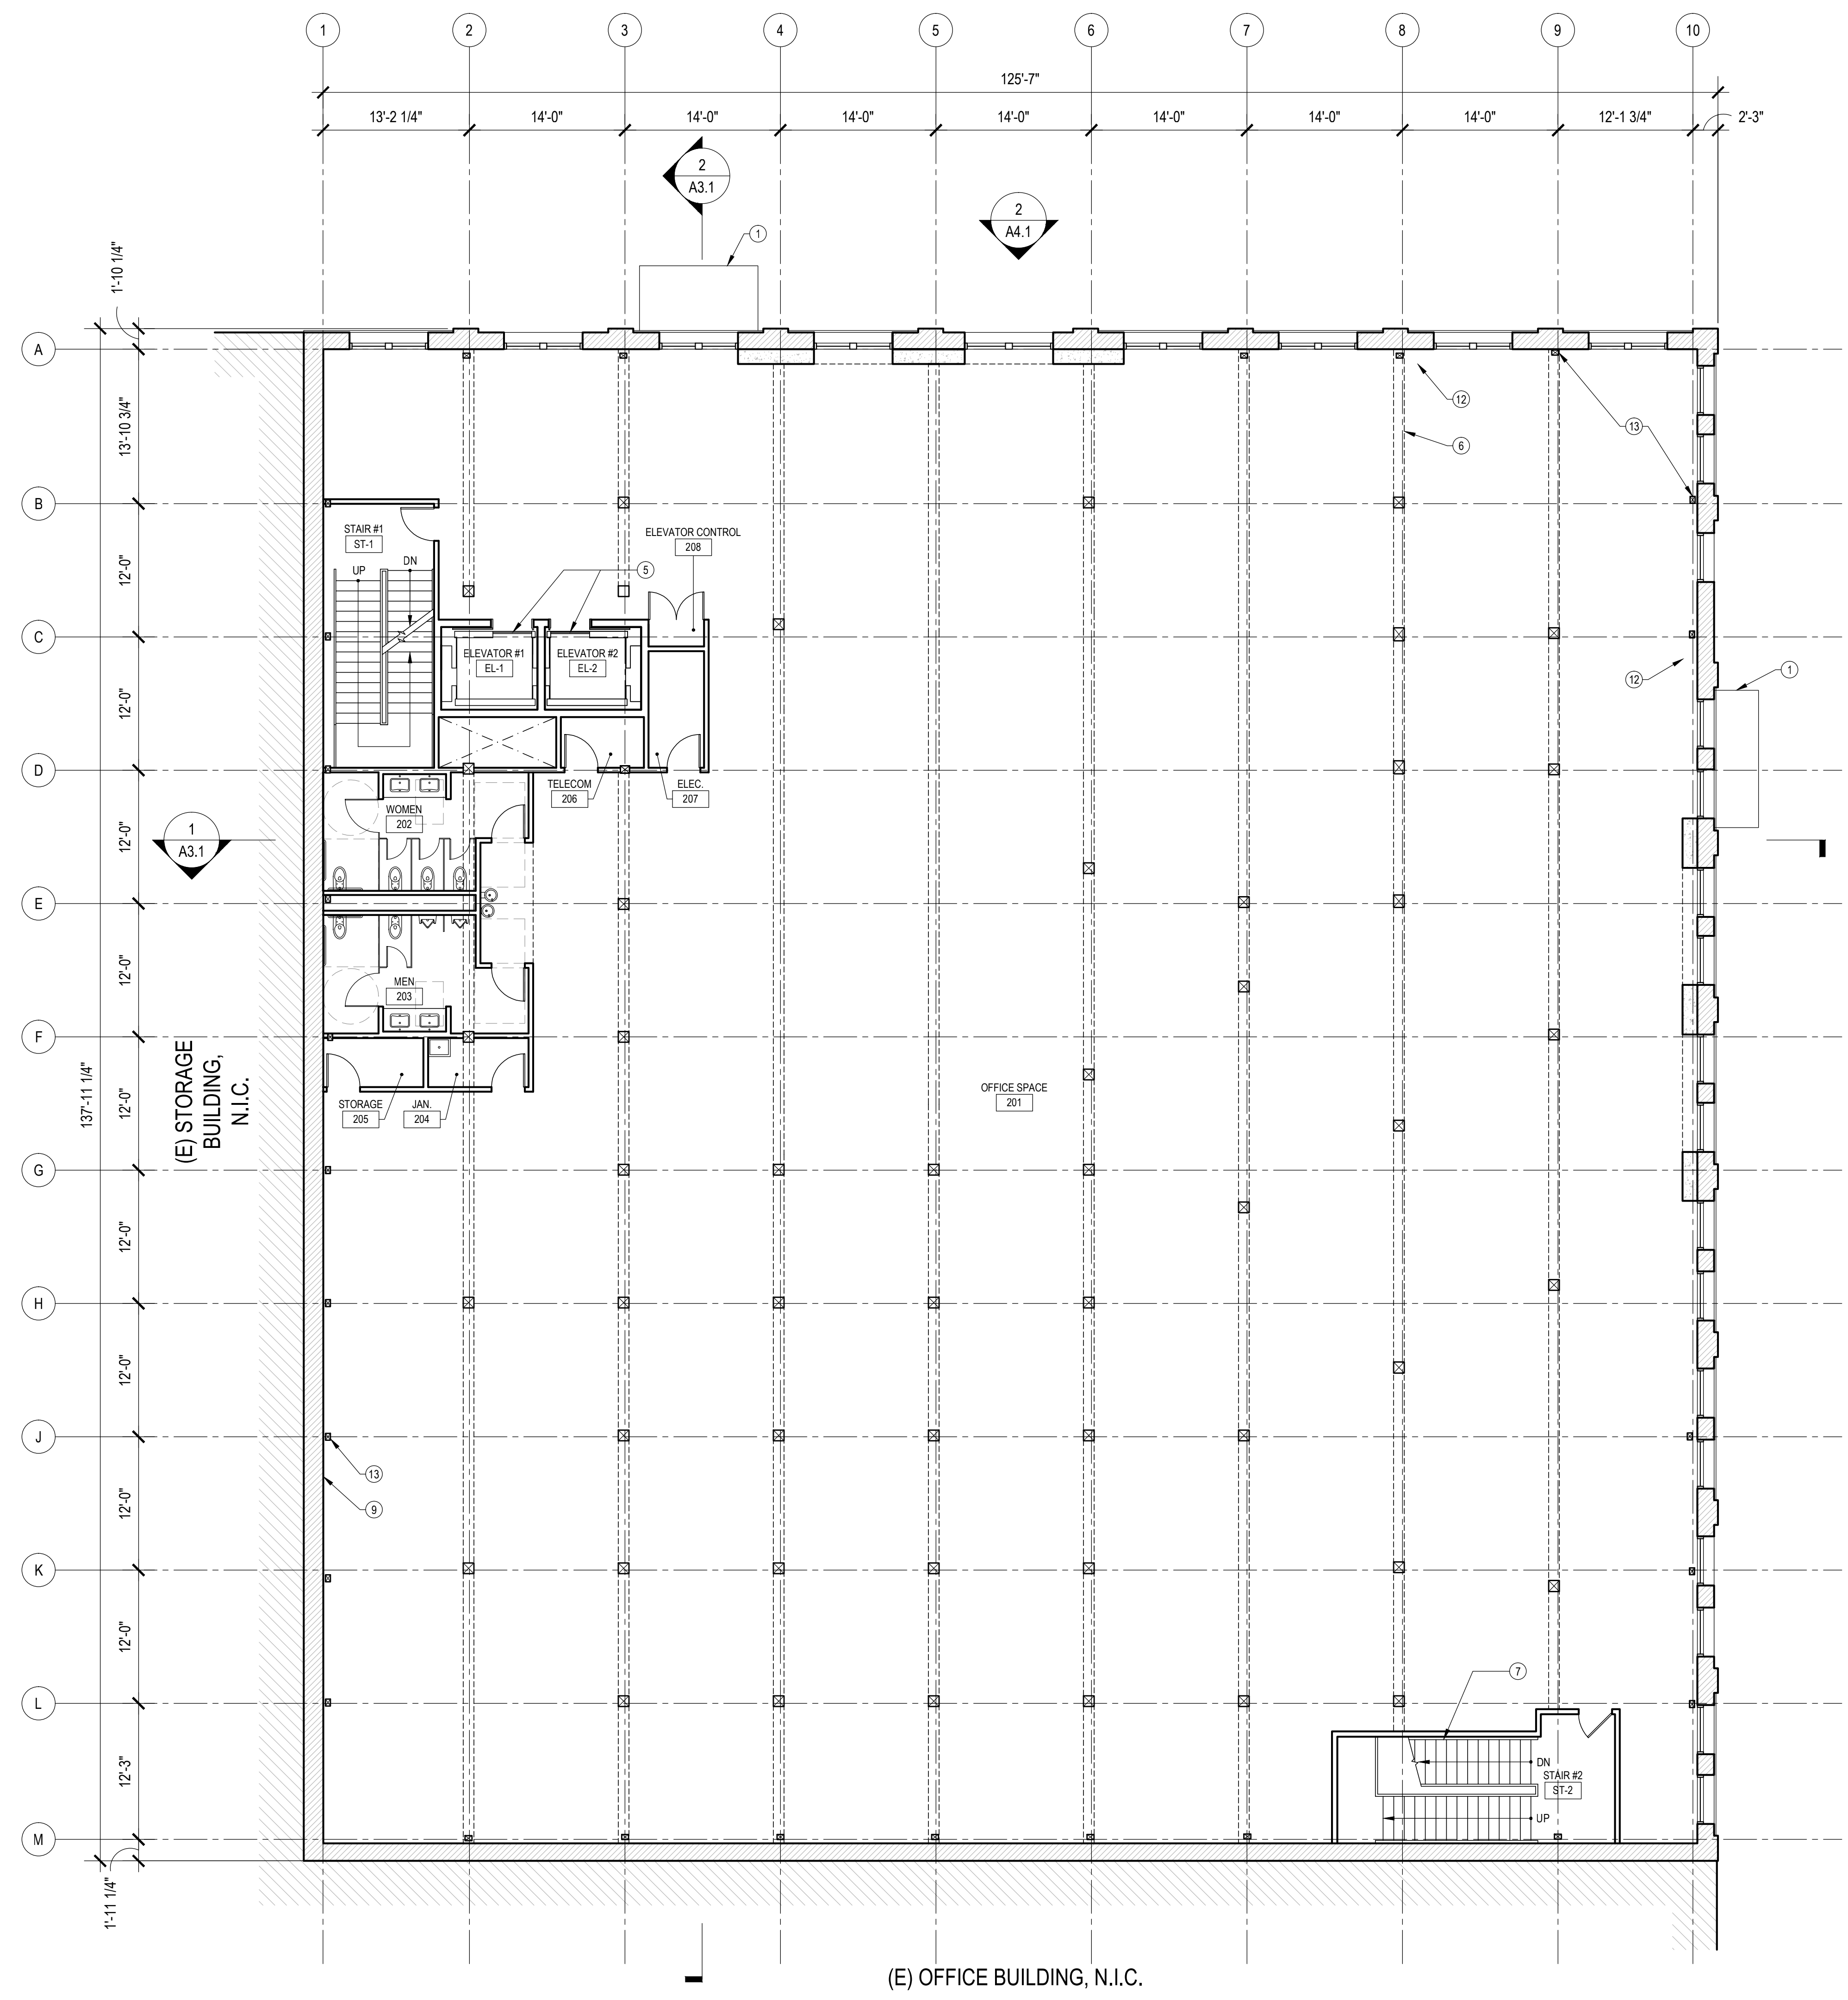 1
2
3
4
5
6
7
8
9
10
125'-7"
13'-2 1/4"
14'-0"
14'-0"
14'-0"
14'-0"
14'-0"
14'-0"
14'-0"
12'-1 3/4"
2'-3"
2
A3.1
2
A4.1
1
1'-10 1/4"
A
13'-10 3/4"
12
13
6
B
STAIR #1
ST-1
ELEVATOR CONTROL
208
UP
DN
5
12'-0"
C
ELEVATOR #1
EL-1
ELEVATOR #2
EL-2
12
1
12'-0"
D
TELECOM
206
ELEC.
207
WOMEN
202
1
A3.1
12'-0"
E
12'-0"
MEN
203
F
(E) STORAGE
BUILDING,
N.I.C.
137'-11 1/4"
12'-0"
STORAGE
205
JAN.
204
OFFICE SPACE
201
G
12'-0"
H
12'-0"
J
13
9
12'-0"
K
12'-0"
7
L
12'-3"
DN
STAIR #2
ST-2
UP
M
1'-11 1/4"
(E) OFFICE BUILDING, N.I.C.